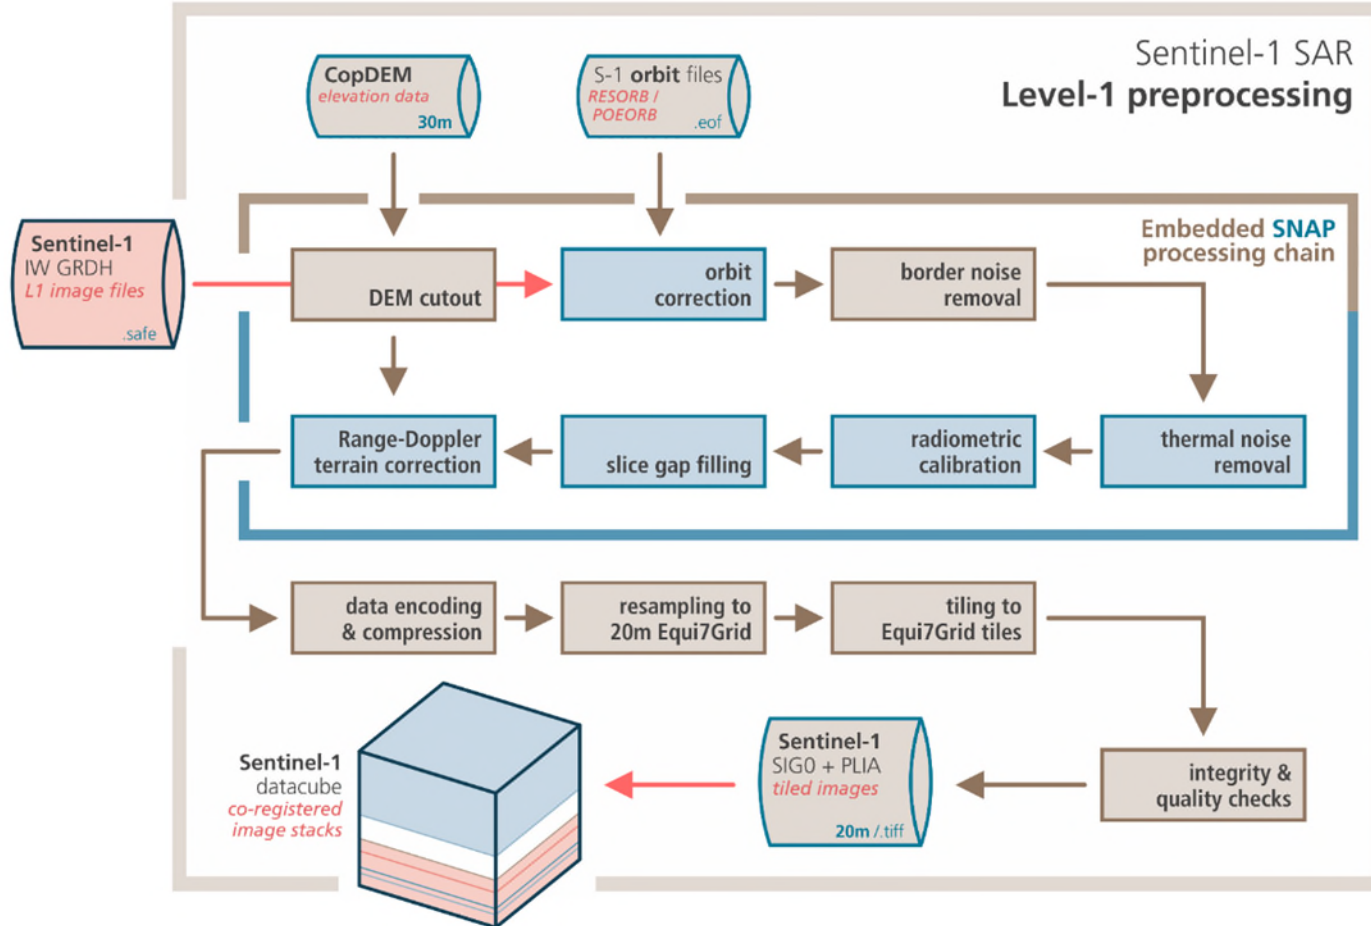 Sentinel-1 SAR
Level-1 preprocessing
CopDEM
elevation data
30m
S-1 orbit files
RESORB /
POEORB
.eof
Embedded SNAP
processing chain
Sentinel-1
IW GRDH
L1 image files
.safe
DEM cutout
orbit
correction
border noise
removal
Range-Doppler
terrain correction
slice gap filling
radiometric
calibration
thermal noise
removal
data encoding
& compression
resampling to
20m Equi7Grid
tiling to
Equi7Grid tiles
Sentinel-1
datacube
co-registered
image stacks
Sentinel-1
SIG0 + PLIA
tiled images
20m /.tiff
integrity &
quality checks